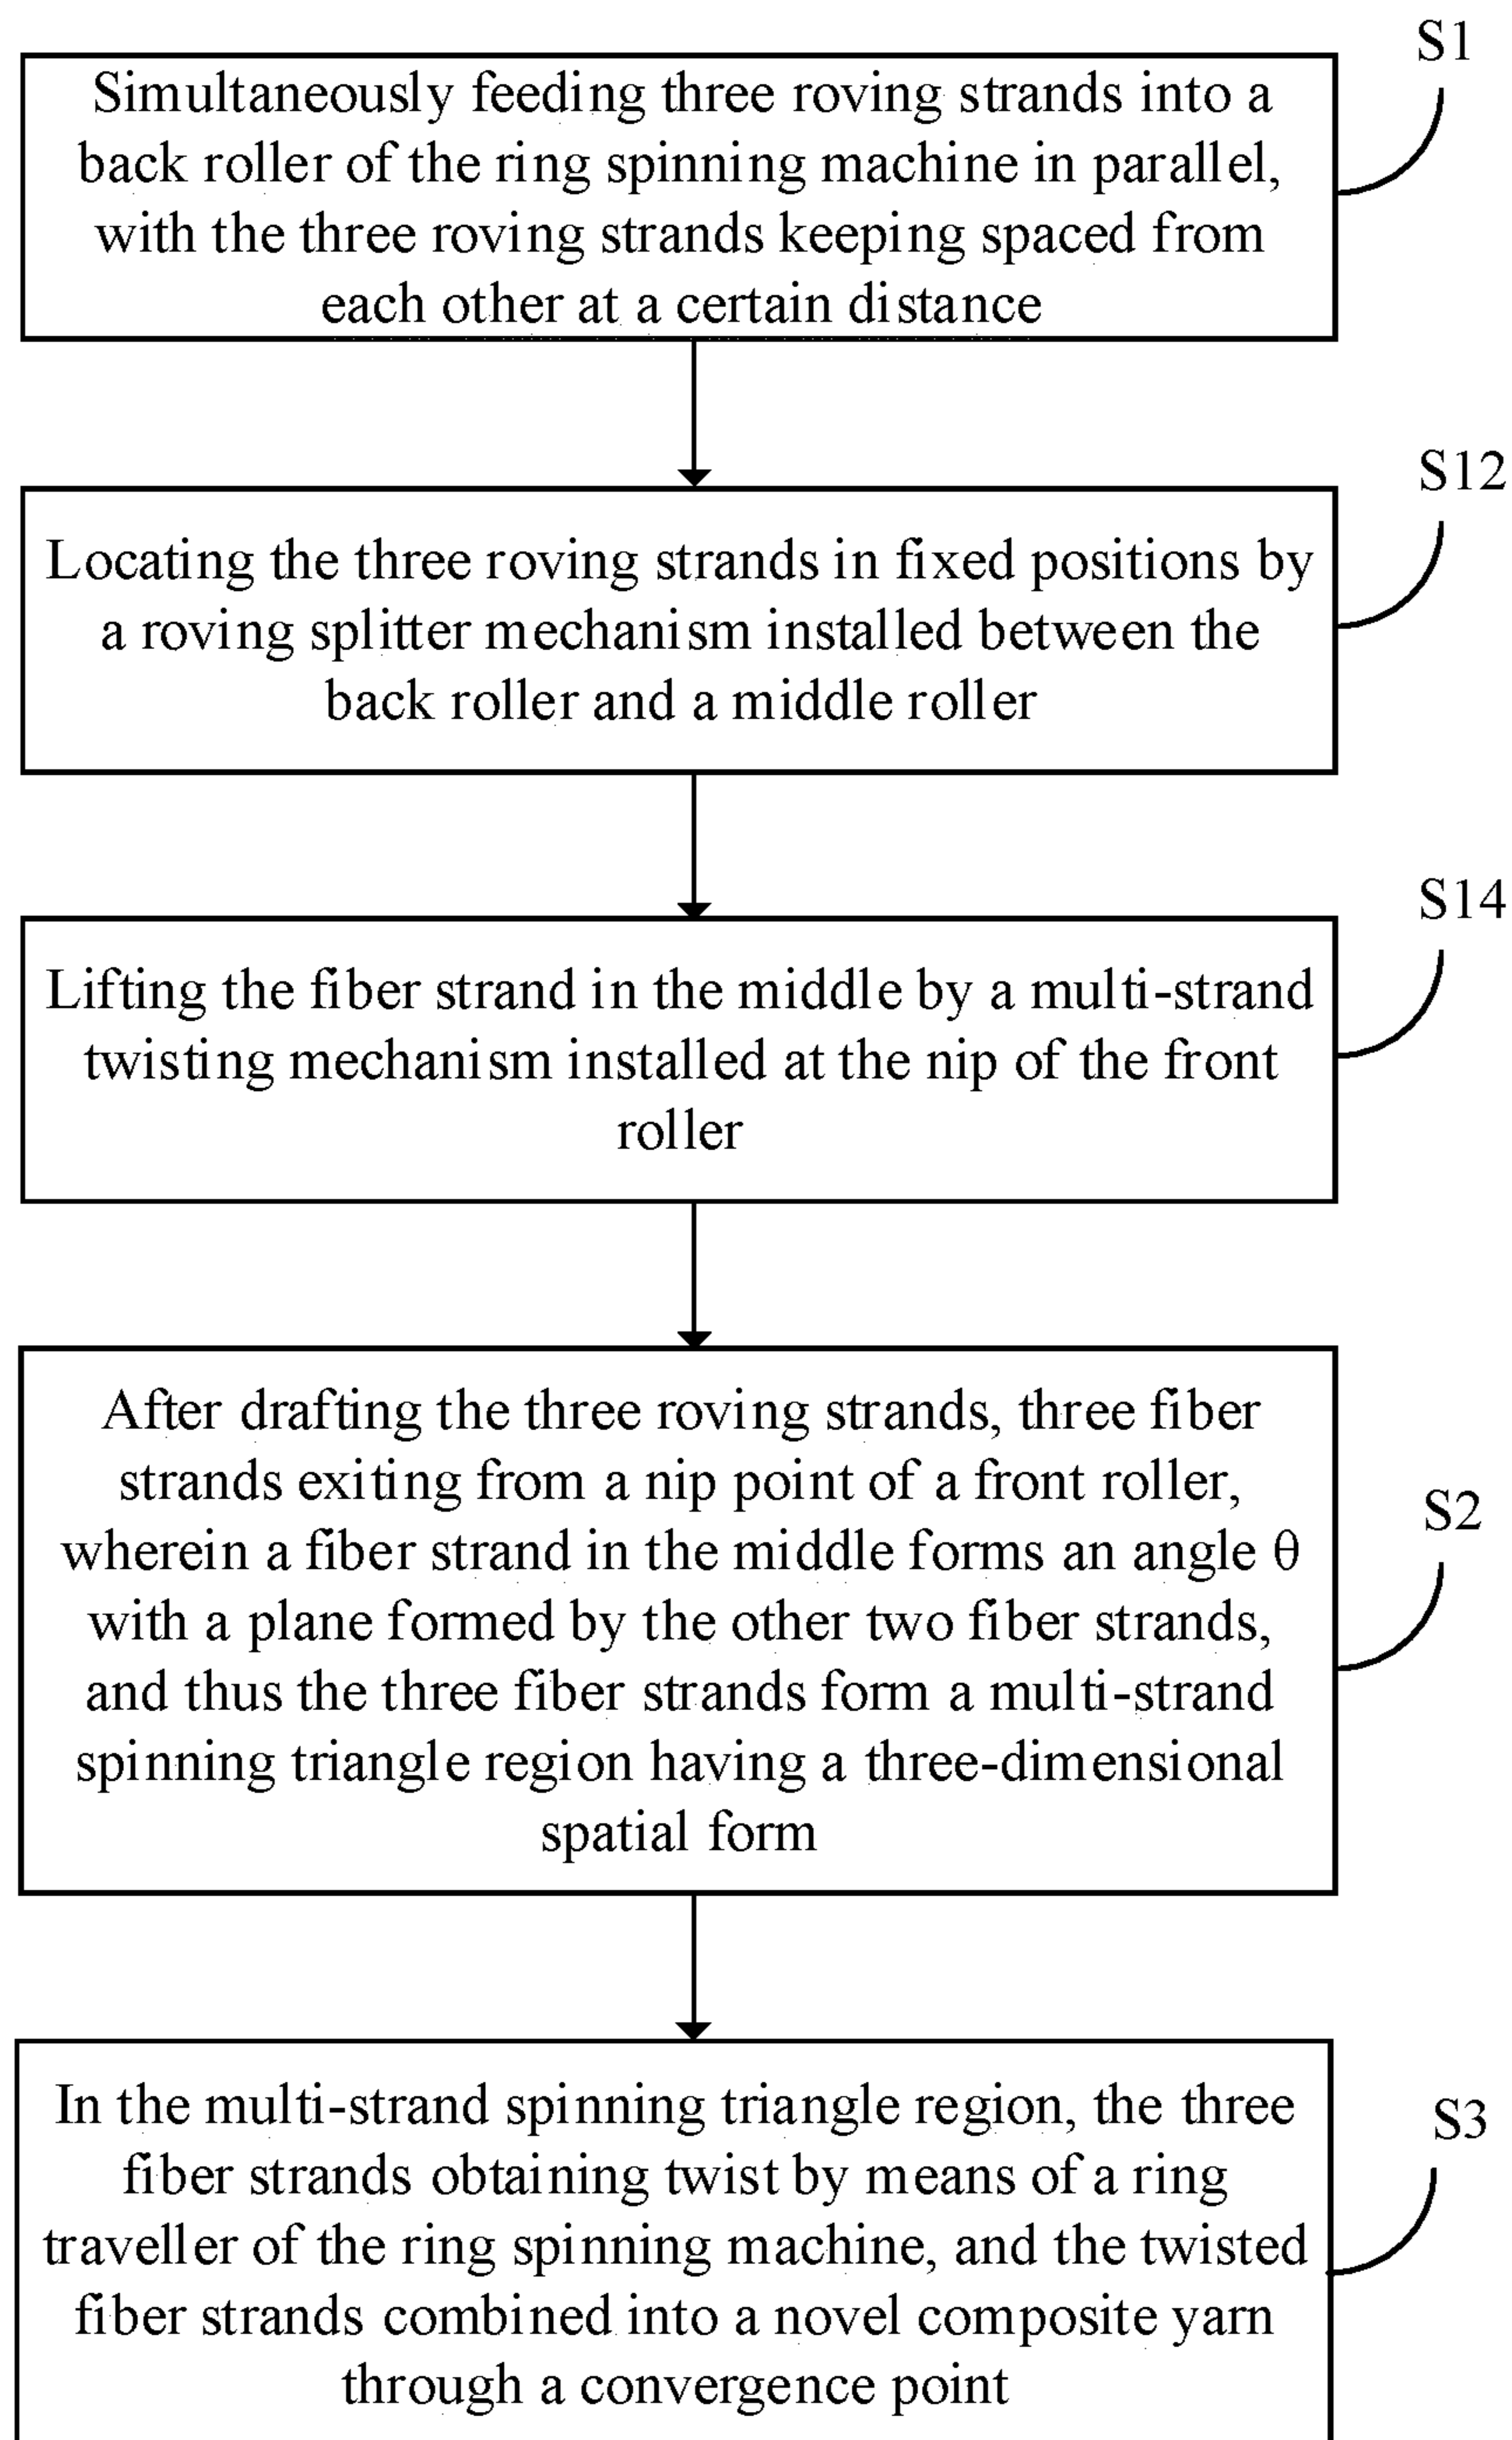 S1
Simultaneously feeding three roving strands into a
back roller of the ring spinning machine in parallel,
with the three roving strands keeping spaced from
each other at a certain distance
S12
Locating the three roving strands in fixed positions by
a roving splitter mechanism installed between the
back roller and a middle roller
S14
Lifting the fiber strand in the middle by a multi-strand
twisting mechanism installed at the nip of the front
roller
After drafting the three roving strands, three fiber
strands exiting from a nip point of a front roller,
S2
wherein a fiber strand in the middle forms an angle θ
with a plane formed by the other two fiber strands,
and thus the three fiber strands form a multi-strand
spinning triangle region having a three-dimensional
spatial form
In the multi-strand spinning triangle region, the three
S3
fiber strands obtaining twist by means of a ring
traveller of the ring spinning machine, and the twisted
fiber strands combined into a novel composite yarn
through a convergence point